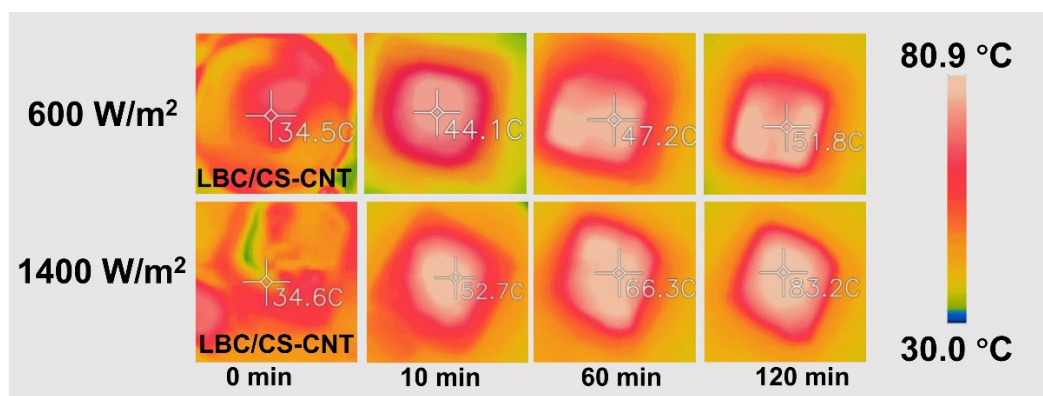 80.9 °C
600 W/m²
34.5C
44.1C
47.2C
51.8C
LBC/CS-CNT
1400 W/m²
34.6C
52.7C
66.3C
83.2C
LBC/CS-CNT
30.0 °C
0 min
10 min
60 min
120 min